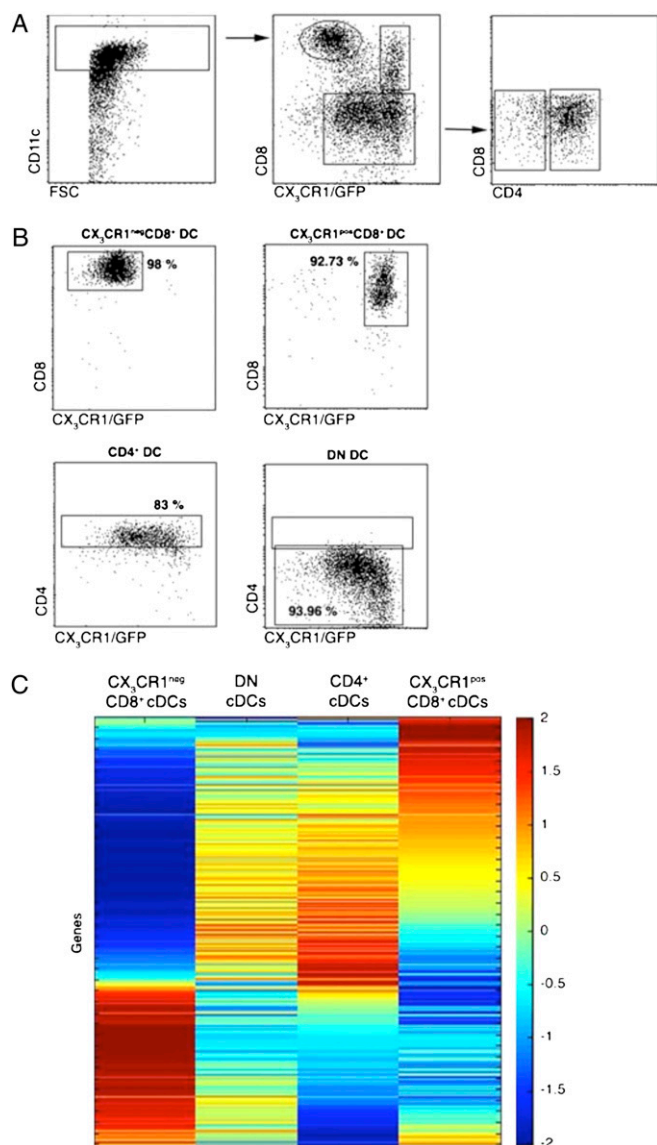 A
CD11c
FSC
CD8
CX₃CR1/GFP
CD8
CD4
B
CX₃CR1ⁿᵉᵍCD8⁺ DC
98 %
CD8
CX₃CR1/GFP
CX₃CR1ᵖᵒˢCD8⁺ DC
92.73 %
CD8
CX₃CR1/GFP
CD4⁺ DC
83 %
CD4
CX₃CR1/GFP
DN DC
93.96 %
CD4
CX₃CR1/GFP
C
CX₃CR1ⁿᵉᵍ
CD8⁺ cDCs
DN
cDCs
CD4⁺
cDCs
CX₃CR1ᵖᵒˢ
CD8⁺ cDCs
Genes
2
1.5
1
0.5
0
-0.5
-1
-1.5
-2